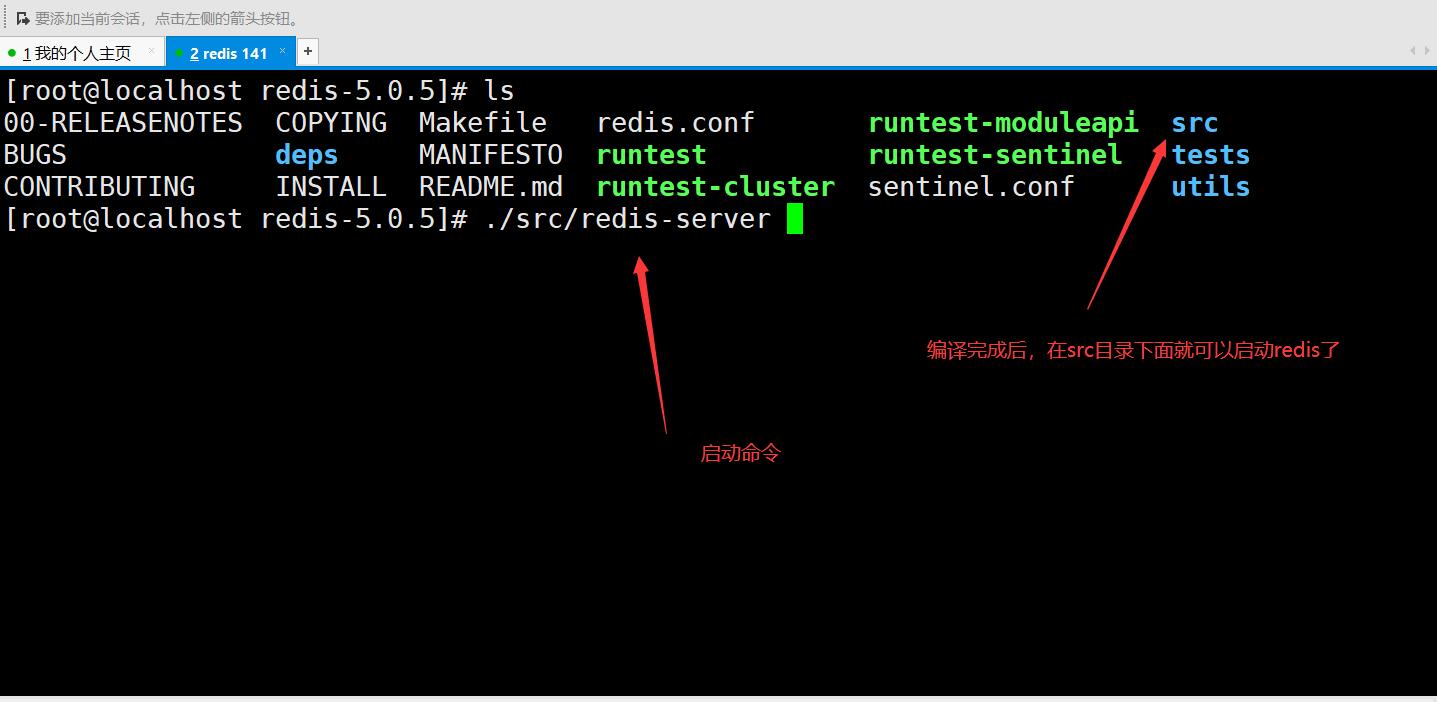 要添加当前会话，点击左侧的箭头按钮。
1 我的个人主页 × 2 redis 141 × +
[root@localhost redis-5.0.5]# ls
00-RELEASENOTES COPYING Makefile redis.conf runtest-moduleapi src
BUGS deps MANIFESTO runtest runtest-sentinel tests
CONTRIBUTING INSTALL README.md runtest-cluster sentinel.conf utils
[root@localhost redis-5.0.5]# ./src/redis-server
编译完成后，在src目录下面就可以启动redis了
启动命令